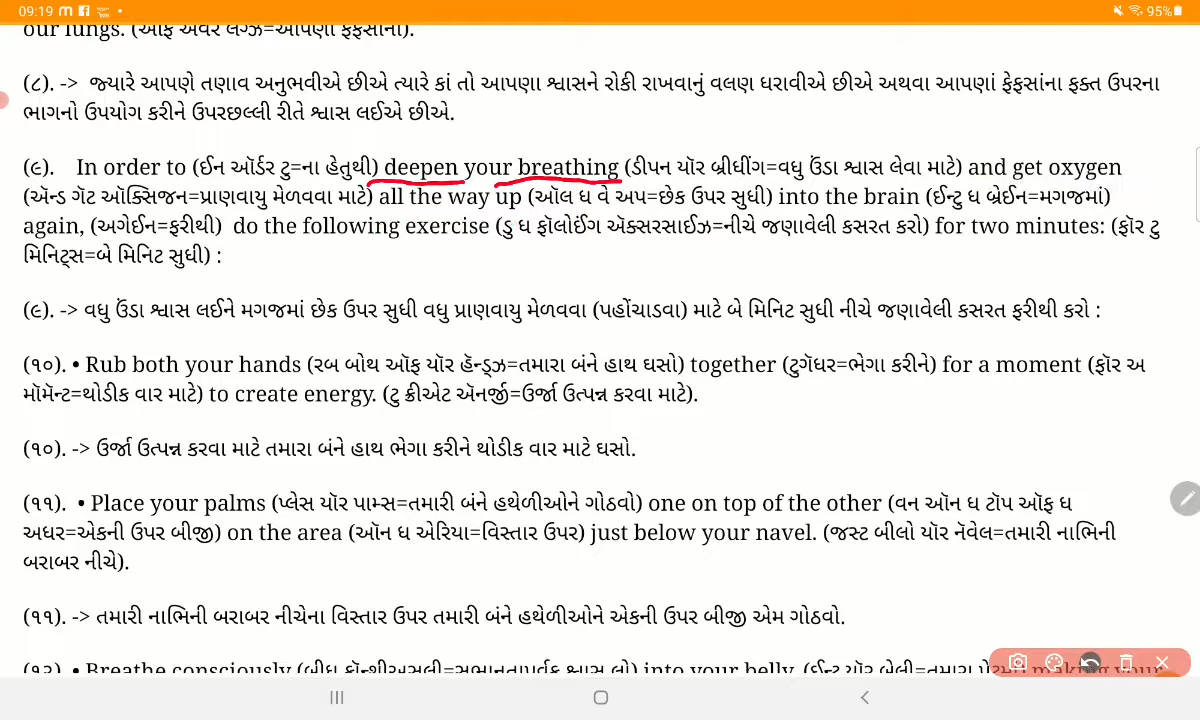 09:19
95%
our lungs. (ઑફ અવર લંગ્ઝ=આપણાં ફેફસાંના).
(૮). -> જ્યારે આપણે તણાવ અનુભવીએ છીએ ત્યારે કાં તો આપણા શ્વાસને રોકી રાખવાનું વલણ ધરાવીએ છીએ અથવા આપણાં ફેફસાંના ફક્ત ઉપરના
ભાગનો ઉપયોગ કરીને ઉપરછલ્લી રીતે શ્વાસ લઈએ છીએ.
(૯). In order to (ઈન ઑર્ડર ટુ=ના હેતુથી) deepen your breathing (ડીપન યૉર બ્રીધીંગ=વધુ ઉંડા શ્વાસ લેવા માટે) and get oxygen
(ઍન્ડ ગૅટ ઑક્સિજન=પ્રાણવાયુ મેળવવા માટે) all the way up (ઑલ ધ વે અપ=છેક ઉપર સુધી) into the brain (ઈન્ટુ ધ બ્રેઈન=મગજમાં)
again, (અગેઈન=ફરીથી) do the following exercise (ડુ ધ ફૉલોઈંગ ઍક્સરસાઈઝ=નીચે જણાવેલી કસરત કરો) for two minutes: (ફૉર ટુ
મિનિટ્સ=બે મિનિટ સુધી) :
(૯). -> વધુ ઉંડા શ્વાસ લઈને મગજમાં છેક ઉપર સુધી વધુ પ્રાણવાયુ મેળવવા (પહોંચાડવા) માટે બે મિનિટ સુધી નીચે જણાવેલી કસરત ફરીથી કરો :
(૧૦). • Rub both your hands (રબ બોથ ઑફ યૉર હૅન્ડ્ઝ=તમારા બંને હાથ ઘસો) together (ટુગૅધર=ભેગા કરીને) for a moment (ફૉર અ
મૉમૅન્ટ=થોડીક વાર માટે) to create energy. (ટુ ક્રીએટ ઍનર્જી=ઉર્જા ઉત્પન્ન કરવા માટે).
(૧૦). -> ઉર્જા ઉત્પન્ન કરવા માટે તમારા બંને હાથ ભેગા કરીને થોડીક વાર માટે ઘસો.
(૧૧). • Place your palms (પ્લેસ યૉર પામ્સ=તમારી બંને હથેળીઓને ગોઠવો) one on top of the other (વન ઑન ધ ટૉપ ઑફ ધ
અધર=એકની ઉપર બીજી) on the area (ઑન ધ એરિયા=વિસ્તાર ઉપર) just below your navel. (જસ્ટ બીલો યૉર નૅવેલ=તમારી નાભિની
બરાબર નીચે).
(૧૧). -> તમારી નાભિની બરાબર નીચેના વિસ્તાર ઉપર તમારી બંને હથેળીઓને એકની ઉપર બીજી એમ ગોઠવો.
(૧૨). • Breathe consciously into your belly, making your